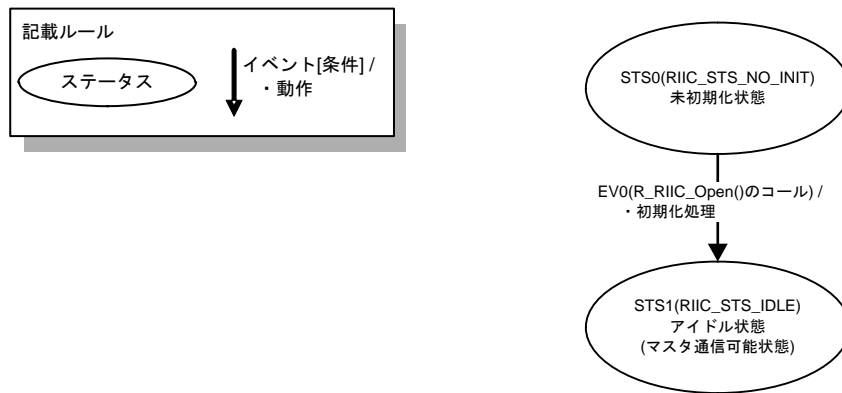 記載ルール
ステータス
イベント[条件] /
・動作
STS0(RIIC_STS_NO_INIT)
未初期化状態
EV0(R_RIIC_Open()のコール) /
・初期化処理
STS1(RIIC_STS_IDLE)
アイドル状態
(マスタ通信可能状態)